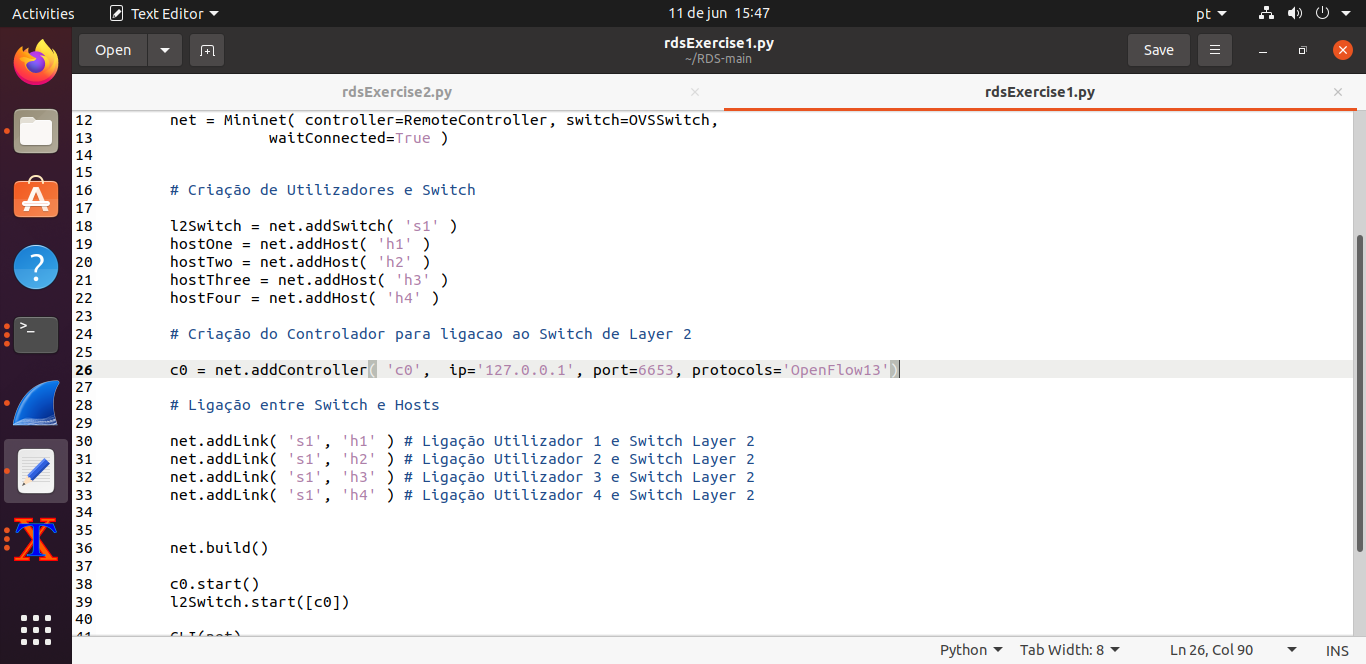 Activities Text Editor 11 de jun 15:47 pt
Open rdsExercise1.py Save
~/RDS-main
rdsExercise2.py rdsExercise1.py
12 net = Mininet( controller=RemoteController, switch=OVSSwitch,
13 waitConnected=True )
14
15
16 # Criação de Utilizadores e Switch
17
18 l2Switch = net.addSwitch( 's1' )
19 hostOne = net.addHost( 'h1' )
20 hostTwo = net.addHost( 'h2' )
21 hostThree = net.addHost( 'h3' )
22 hostFour = net.addHost( 'h4' )
23
24 # Criação do Controlador para ligacao ao Switch de Layer 2
25
26 c0 = net.addController( 'c0',  ip='127.0.0.1', port=6653, protocols='OpenFlow13')
27
28 # Ligação entre Switch e Hosts
29
30 net.addLink( 's1', 'h1' ) # Ligação Utilizador 1 e Switch Layer 2
31 net.addLink( 's1', 'h2' ) # Ligação Utilizador 2 e Switch Layer 2
32 net.addLink( 's1', 'h3' ) # Ligação Utilizador 3 e Switch Layer 2
33 net.addLink( 's1', 'h4' ) # Ligação Utilizador 4 e Switch Layer 2
34
35
36 net.build()
37
38 c0.start()
39 l2Switch.start([c0])
40
41 CLI(net)
Python Tab Width: 8 Ln 26, Col 90 INS